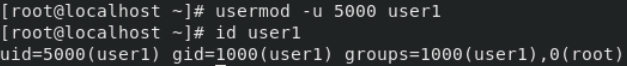 [root@localhost ~]# usermod -u 5000 user1
[root@localhost ~]# id user1
uid=5000(user1) gid=1000(user1) groups=1000(user1),0(root)